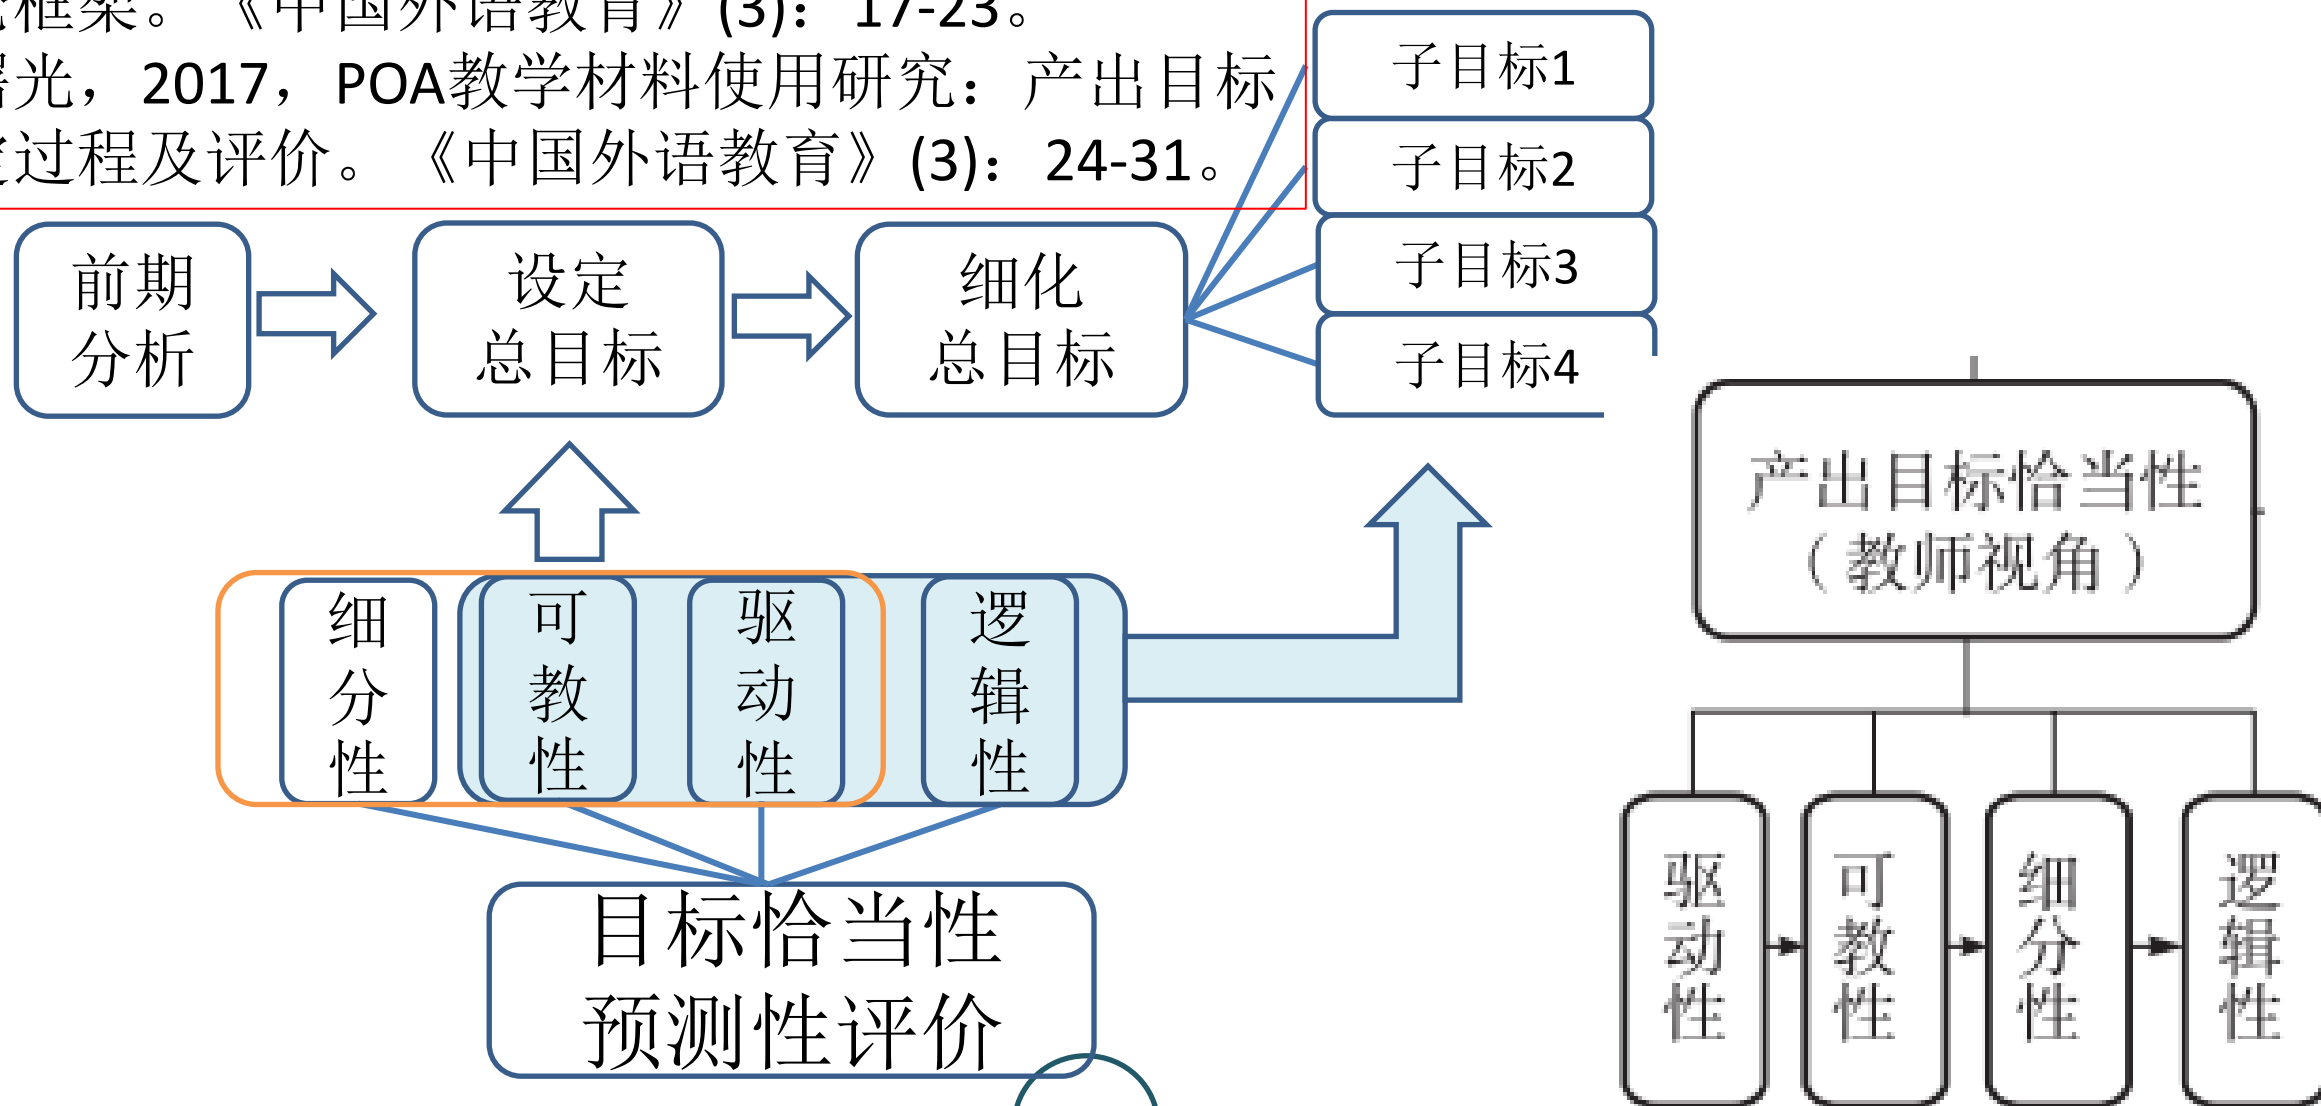 框架。《中国外语教育》(3)：17-23。
光，2017，POA教学材料使用研究：产出目标
过程及评价。《中国外语教育》(3)：24-31。
子目标1
子目标2
子目标3
子目标4
前期
分析
设定
总目标
细化
总目标
细分性
可教性
驱动性
逻辑性
目标恰当性
预测性评价
产出目标恰当性
（教师视角）
驱动性
可教性
细分性
逻辑性